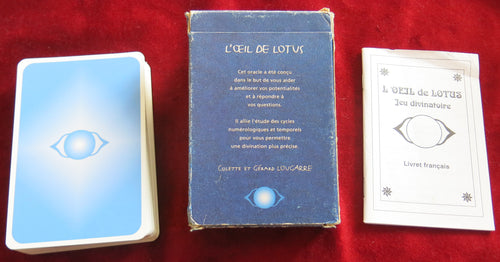 L'ŒIL DE LOTUS
Cet oracle a été conçu
dans le but de vous aider
à améliorer vos potentialités
et à répondre à
vos questions.
Il allie l'étude des cycles
numérologiques et temporels
pour vous permettre
une divination plus précise
COLETTE ET GÉRARD LOUGARRE
L'ŒIL DE LOTUS
Jeu divinatoire
Livret français